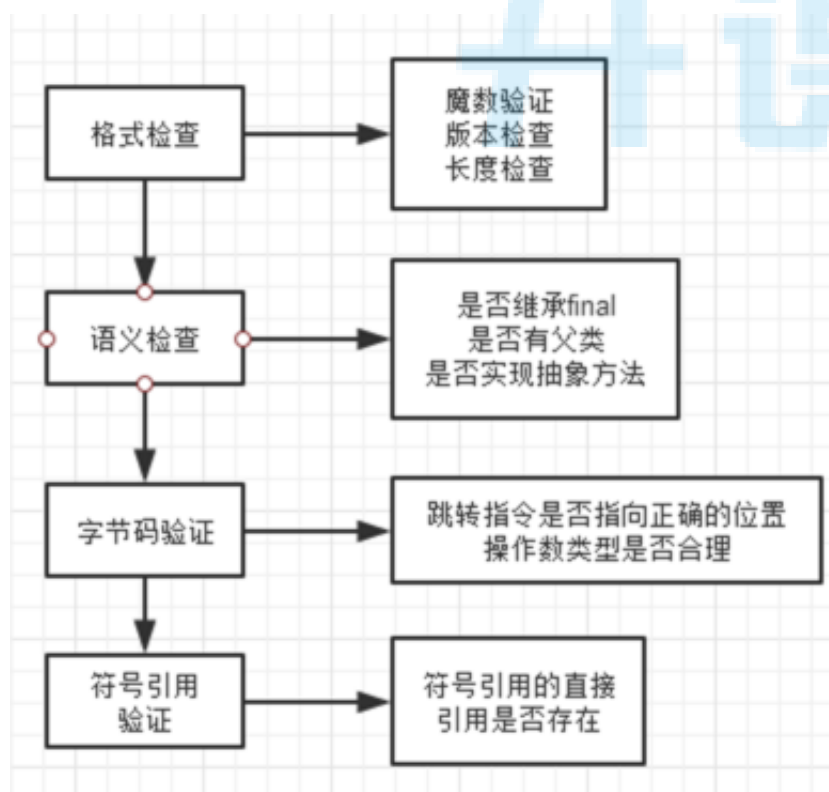 格式检查
魔数验证
版本检查
长度检查
语义检查
是否继承final
是否有父类
是否实现抽象方法
字节码验证
跳转指令是否指向正确的位置
操作数类型是否合理
符号引用
验证
符号引用的直接
引用是否存在